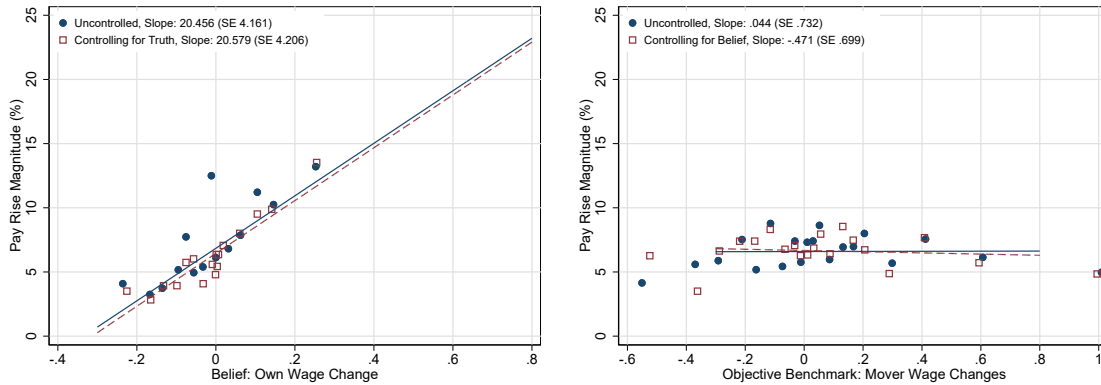 Uncontrolled, Slope: 20.456 (SE 4.161)
Controlling for Truth, Slope: 20.579 (SE 4.206)
Pay Rise Magnitude (%)
25
20
15
10
5
0
-.4 -.2 0 .2 .4 .6 .8
Belief: Own Wage Change
Uncontrolled, Slope: .044 (SE .732)
Controlling for Belief, Slope: -.471 (SE .699)
Pay Rise Magnitude (%)
25
20
15
10
5
0
-.6 -.4 -.2 0 .2 .4 .6 .8 1
Objective Benchmark: Mover Wage Changes